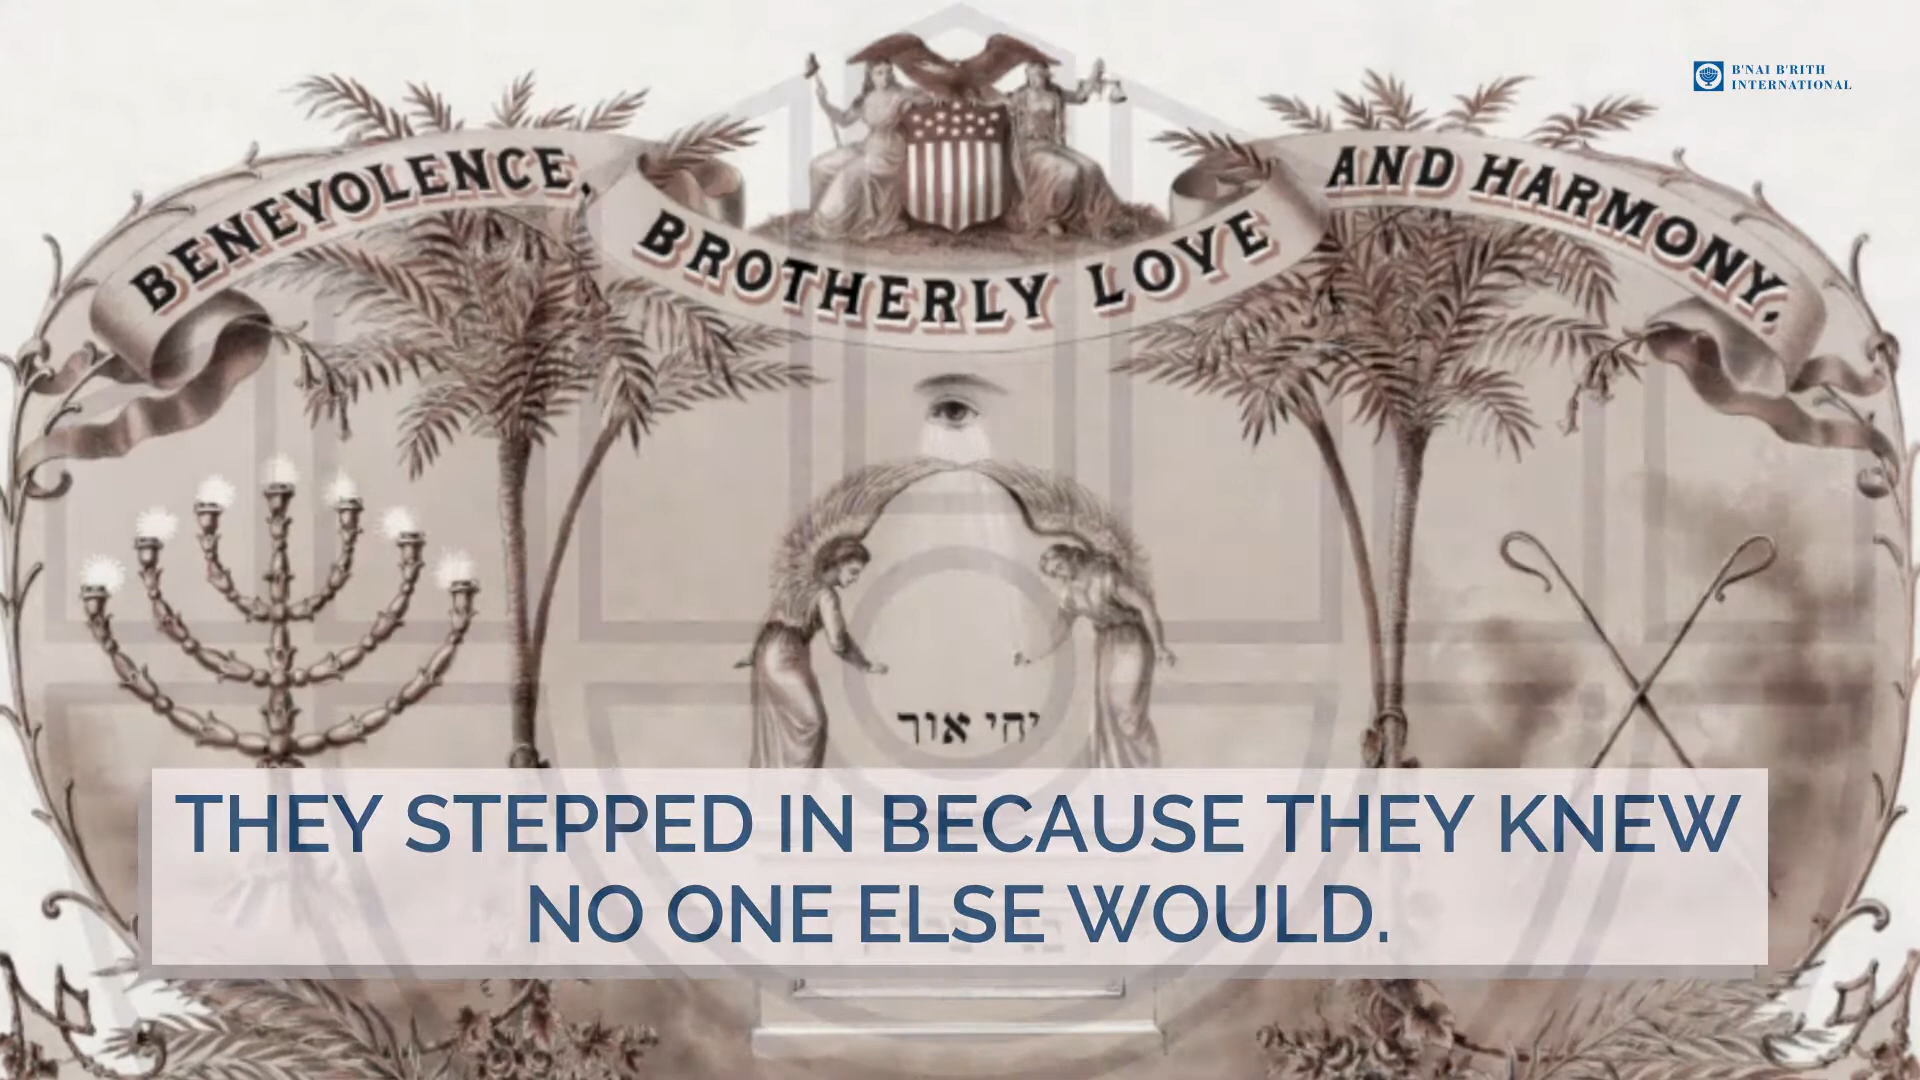 B'NAI B'RITH
INTERNATIONAL
BENEVOLENCE,
BROTHERLY LOVE
AND HARMONY,
יהי אור
THEY STEPPED IN BECAUSE THEY KNEW
NO ONE ELSE WOULD.